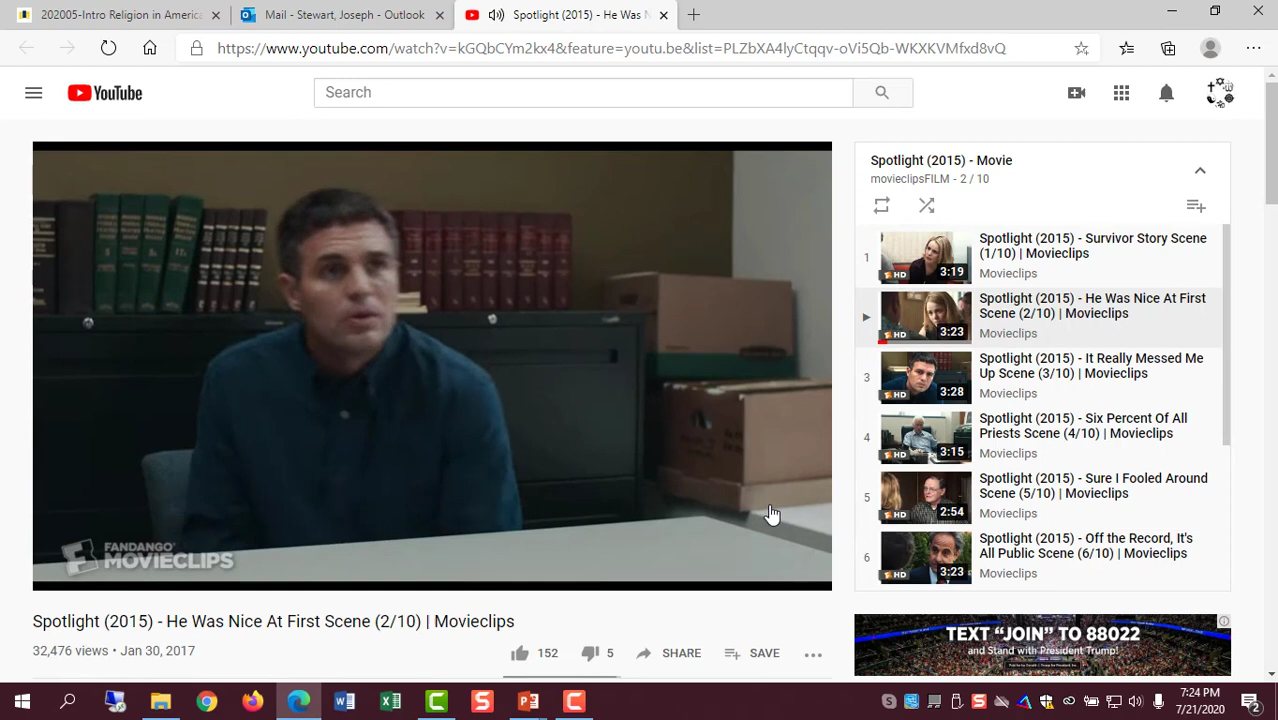 202005-Intro Religion in America
Mail - Stewart, Joseph - Outlook
Spotlight (2015) - He Was N
https://www.youtube.com/watch?v=kGQbCYm2kx4&feature=youtu.be&list=PLZbXA4lyCtqqv-oVi5Qb-WKXKVMfxd8vQ
YouTube
Search
FANDANGO
MOVIECLIPS
Spotlight (2015) - He Was Nice At First Scene (2/10) | Movieclips
32,476 views • Jan 30, 2017
152
5
SHARE
SAVE
Spotlight (2015) - Movie
movieclipsFILM - 2 / 10
1
HD
3:19
Spotlight (2015) - Survivor Story Scene
(1/10) | Movieclips
Movieclips
HD
3:23
Spotlight (2015) - He Was Nice At First
Scene (2/10) | Movieclips
Movieclips
3
HD
3:28
Spotlight (2015) - It Really Messed Me
Up Scene (3/10) | Movieclips
Movieclips
4
HD
3:15
Spotlight (2015) - Six Percent Of All
Priests Scene (4/10) | Movieclips
Movieclips
5
HD
2:54
Spotlight (2015) - Sure I Fooled Around
Scene (5/10) | Movieclips
Movieclips
6
HD
3:23
Spotlight (2015) - Off the Record, It's
All Public Scene (6/10) | Movieclips
Movieclips
TEXT “JOIN” TO 88022
and Stand with President Trump!
7:24 PM
7/21/2020
2